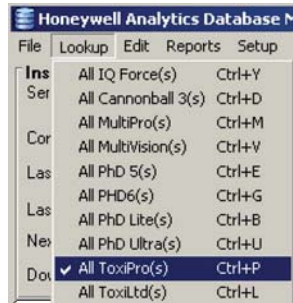 Honeywell Analytics Database M
File Lookup Edit Reports Setup
Ins
Ser
Cor
Las
Las
Nex
Dov
All IQ Force(s) Ctrl+Y
All Cannonball 3(s) Ctrl+D
All MultiPro(s) Ctrl+M
All MultiVision(s) Ctrl+V
All PhD 5(s) Ctrl+E
All PHD6(s) Ctrl+G
All PhD Lite(s) Ctrl+B
All PhD Ultra(s) Ctrl+U
✓ All ToxiPro(s) Ctrl+P
All ToxiLtd(s) Ctrl+L